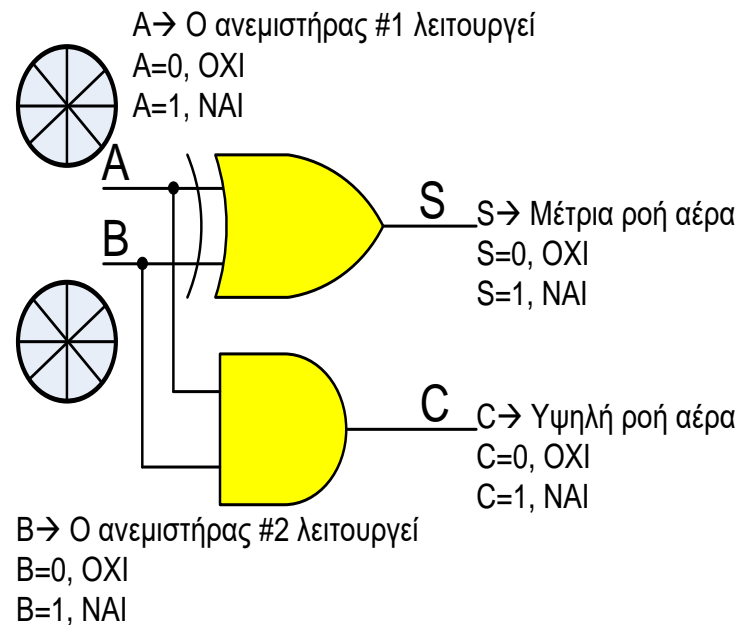 A→ Ο ανεμιστήρας #1 λειτουργεί
A=0, ΟΧΙ
A=1, ΝΑΙ
A
B
S
S→ Μέτρια ροή αέρα
S=0, ΟΧΙ
S=1, ΝΑΙ
C
C→ Υψηλή ροή αέρα
C=0, ΟΧΙ
C=1, ΝΑΙ
B→ Ο ανεμιστήρας #2 λειτουργεί
B=0, ΟΧΙ
B=1, ΝΑΙ